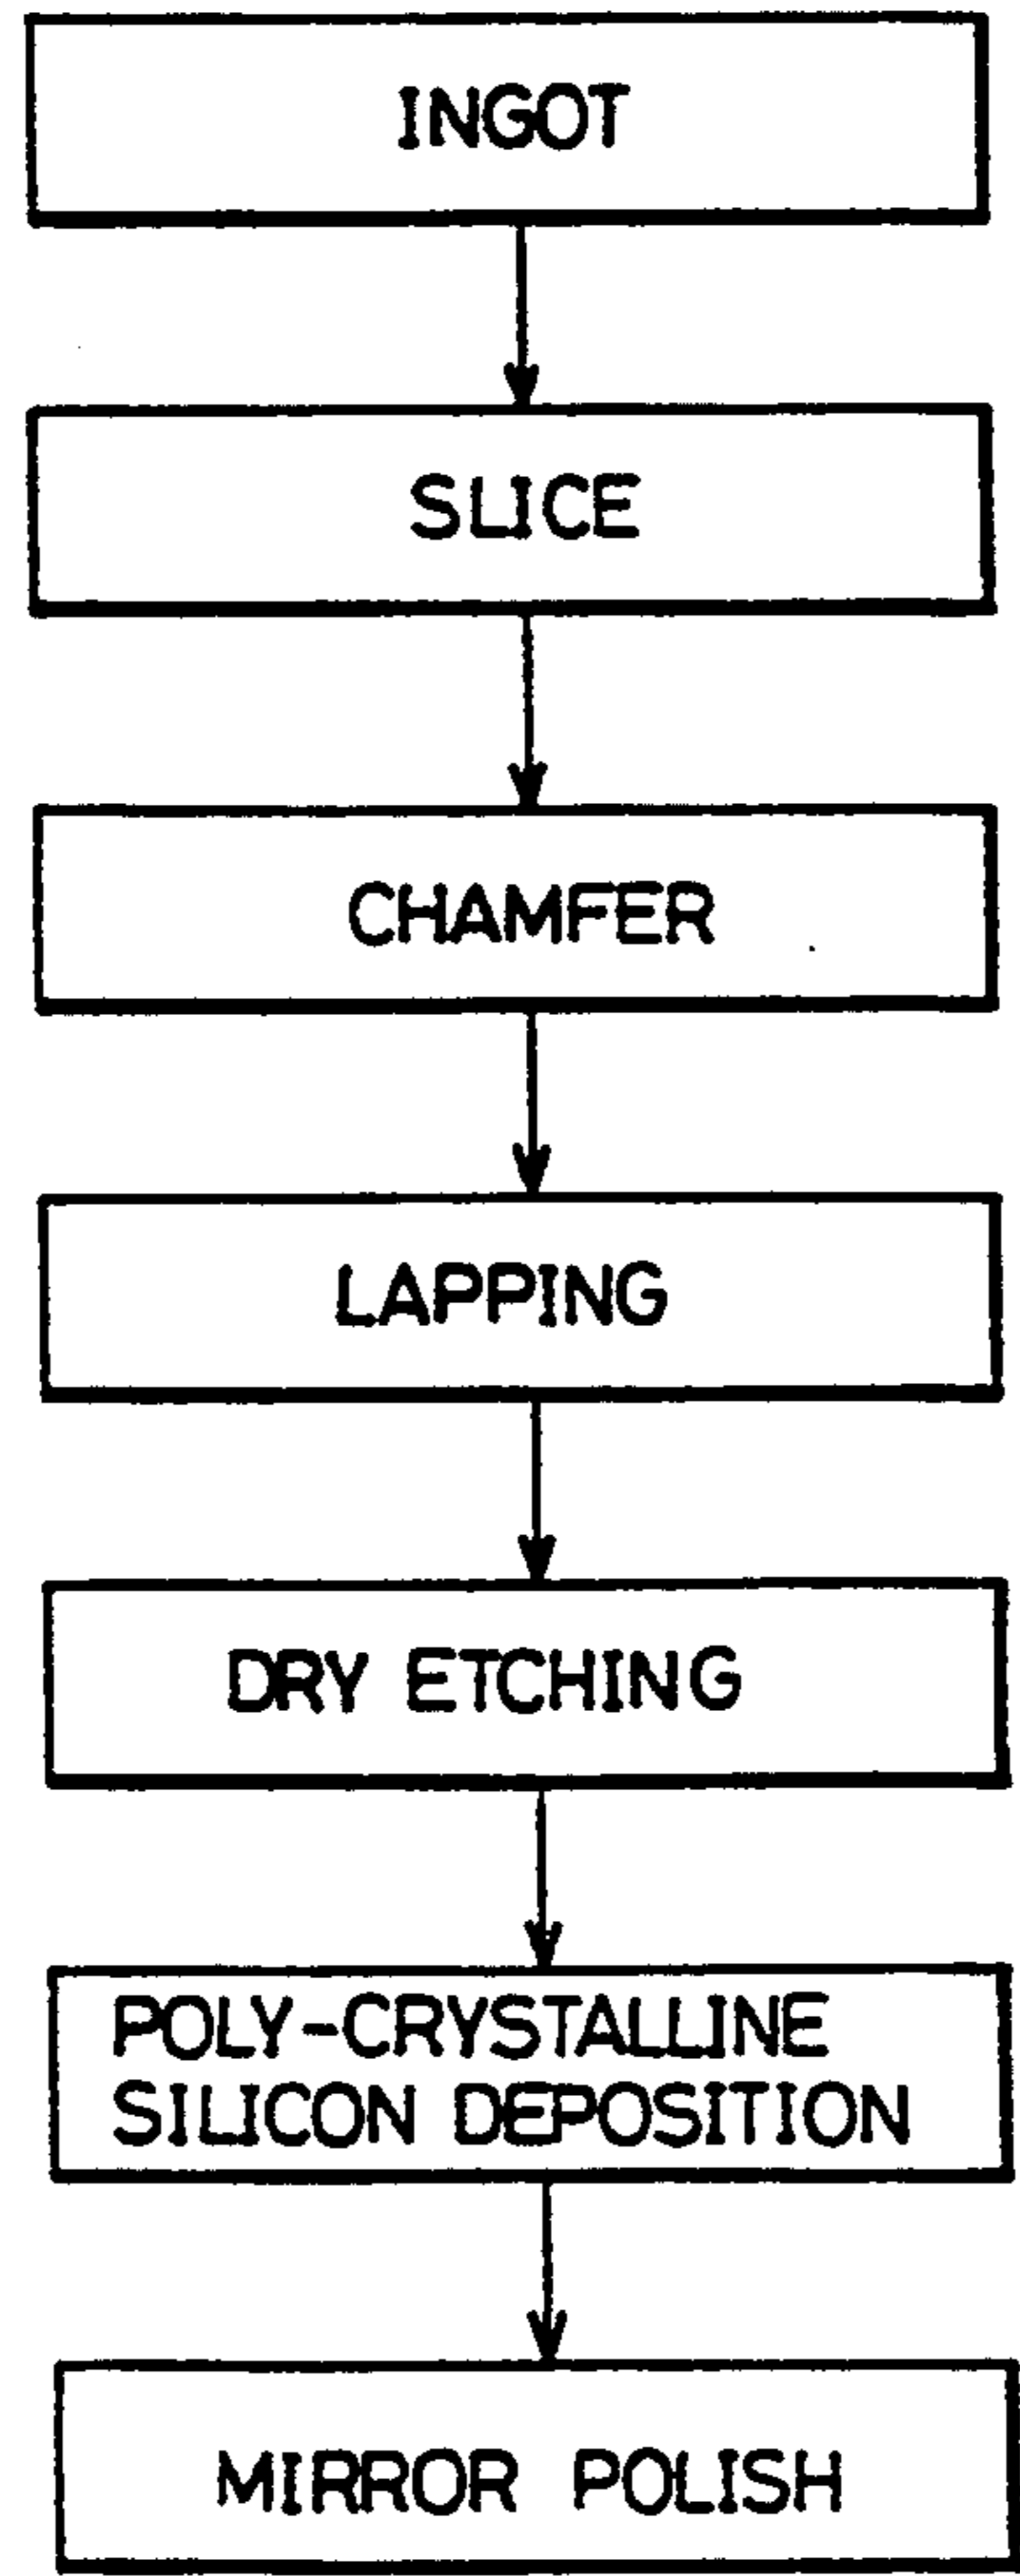 INGOT
SLICE
CHAMFER
LAPPING
DRY ETCHING
POLY-CRYSTALLINE
SILICON DEPOSITION
MIRROR POLISH